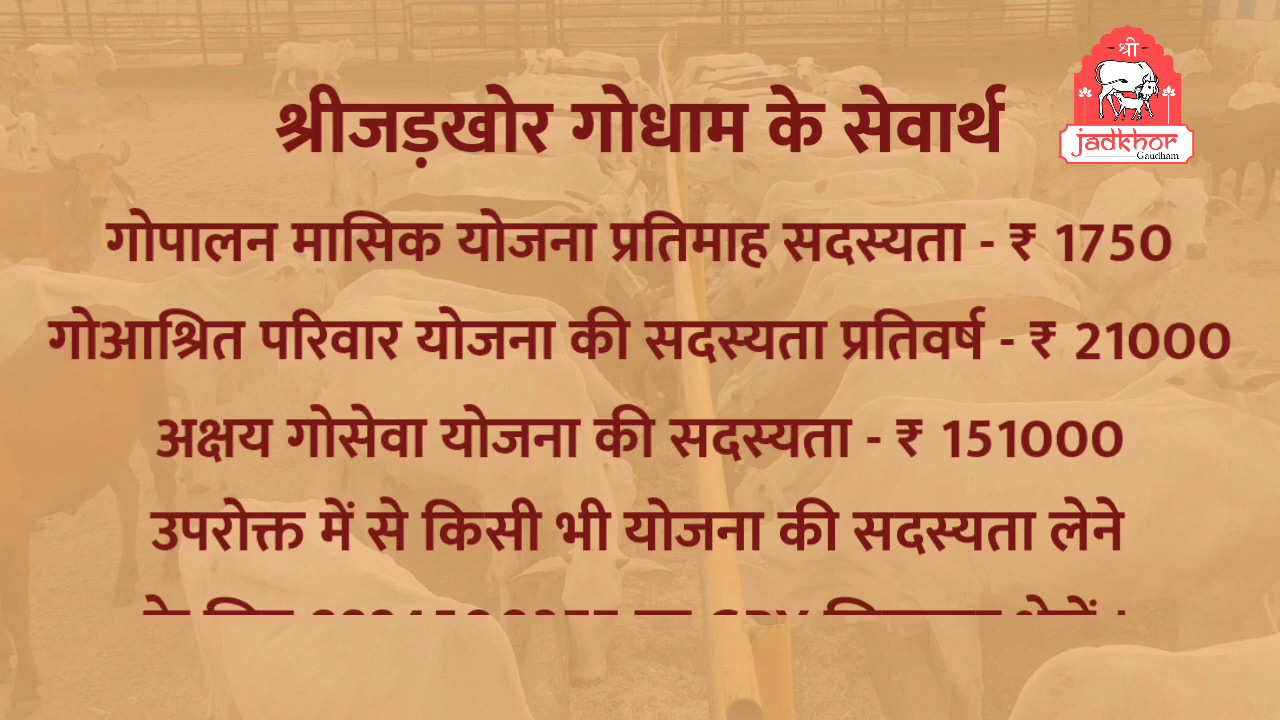 श्री
jadkhor
Gaudham
श्रीजड़खोर गोधाम के सेवार्थ
गोपालन मासिक योजना प्रतिमाह सदस्यता - ₹ 1750
गोआश्रित परिवार योजना की सदस्यता प्रतिवर्ष - ₹ 21000
अक्षय गोसेवा योजना की सदस्यता - ₹ 151000
उपरोक्त में से किसी भी योजना की सदस्यता लेने